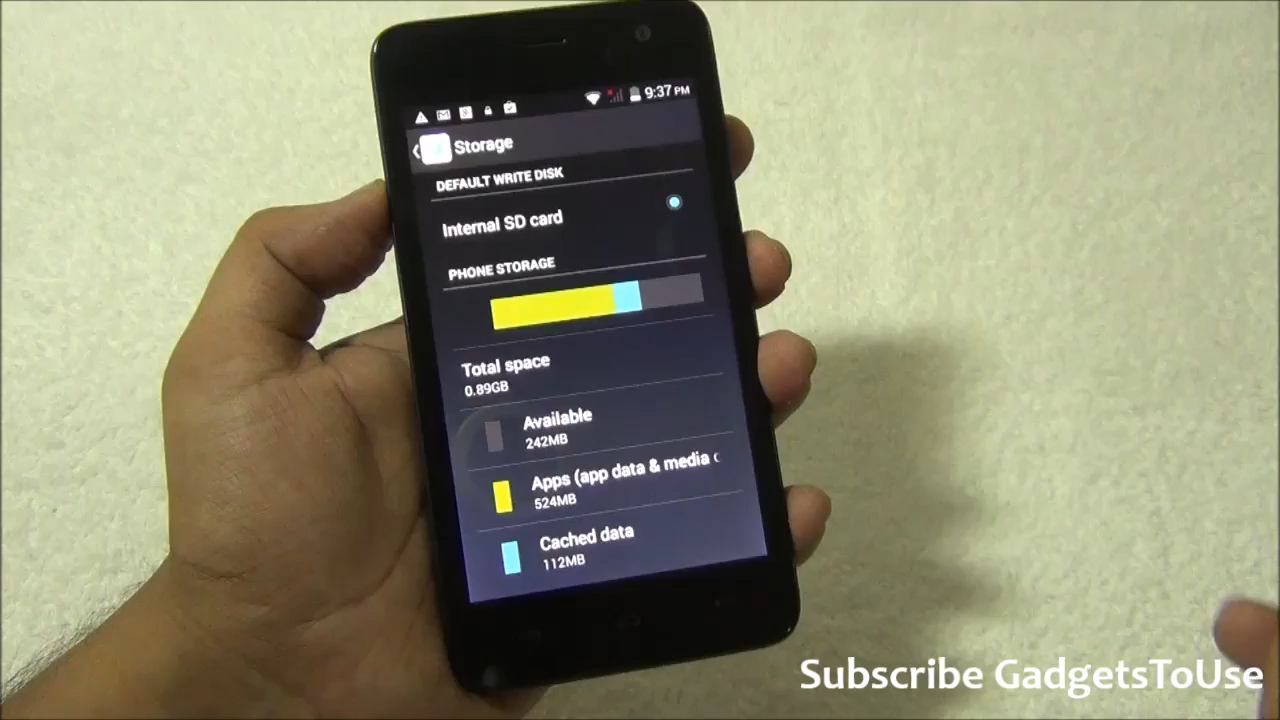 9:37 PM
Storage
DEFAULT WRITE DISK
Internal SD card
PHONE STORAGE
Total space
0.89GB
Available
242MB
Apps (app data & media c
524MB
Cached data
112MB
Subscribe GadgetsToUse